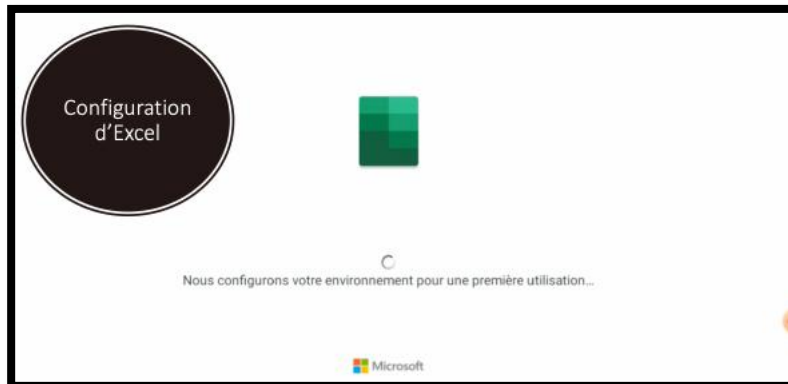 Configuration
d'Excel
Nous configurons votre environnement pour une première utilisation...
Microsoft